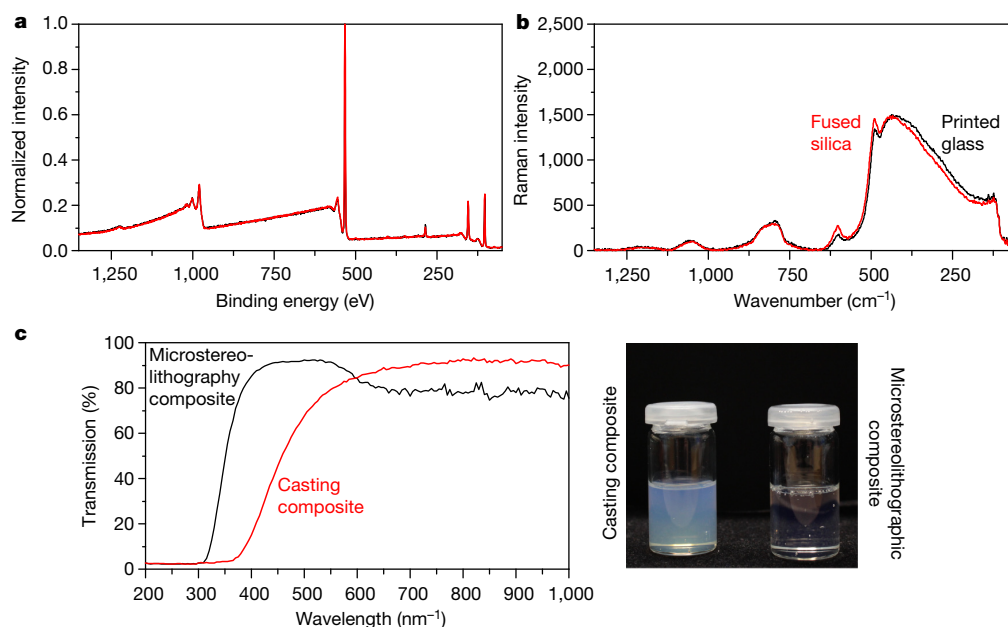 a
1.0
0.8
0.6
0.4
0.2
0.0
Normalized intensity
1,250
1,000
750
500
250
Binding energy (eV)
b
2,500
2,000
1,500
1,000
500
0
Raman intensity
Fused
silica
Printed
glass
1,250
1,000
750
500
250
Wavenumber (cm⁻¹)
c
100
80
60
40
20
0
Transmission (%)
Microstereo-
lithography
composite
Casting
composite
200
300
400
500
600
700
800
900
1,000
Wavelength (nm⁻¹)
Casting composite
Microstereolithographic
composite